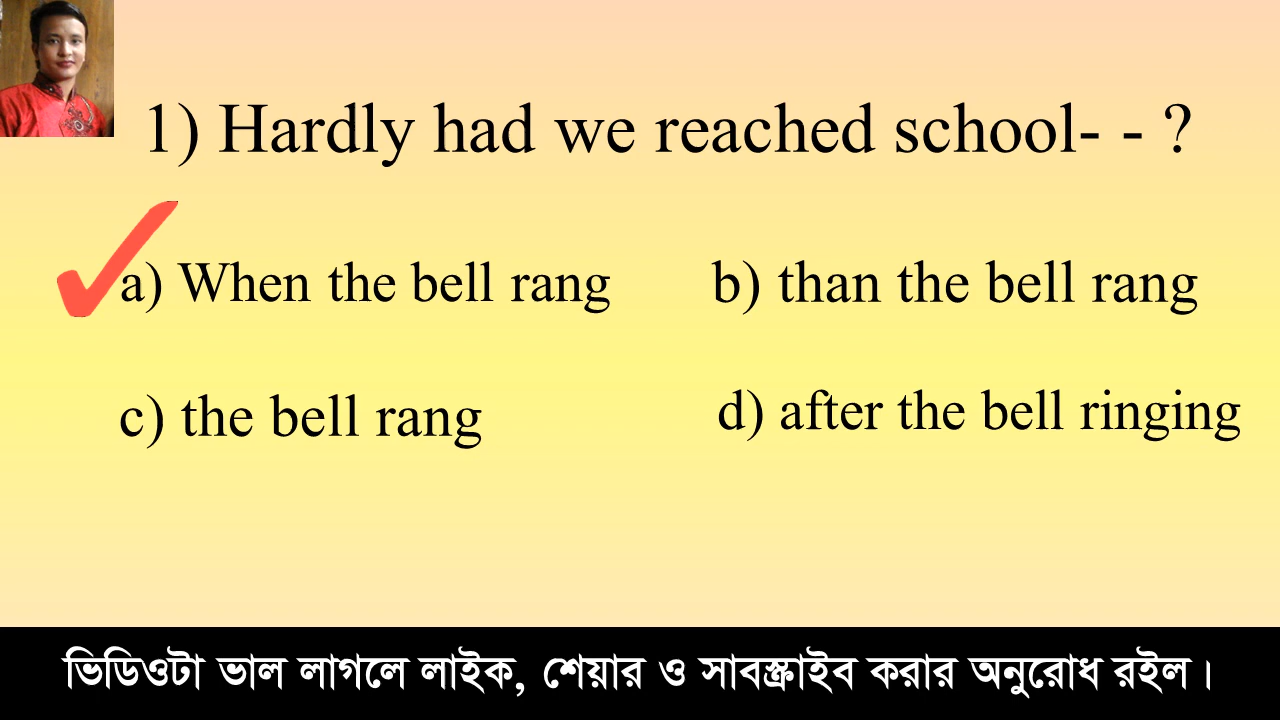 1) Hardly had we reached school- - ?
a) When the bell rang
b) than the bell rang
c) the bell rang
d) after the bell ringing
ভিডিওটা ভাল লাগলে লাইক, শেয়ার ও সাবস্ক্রাইব করার অনুরোধ রইল।